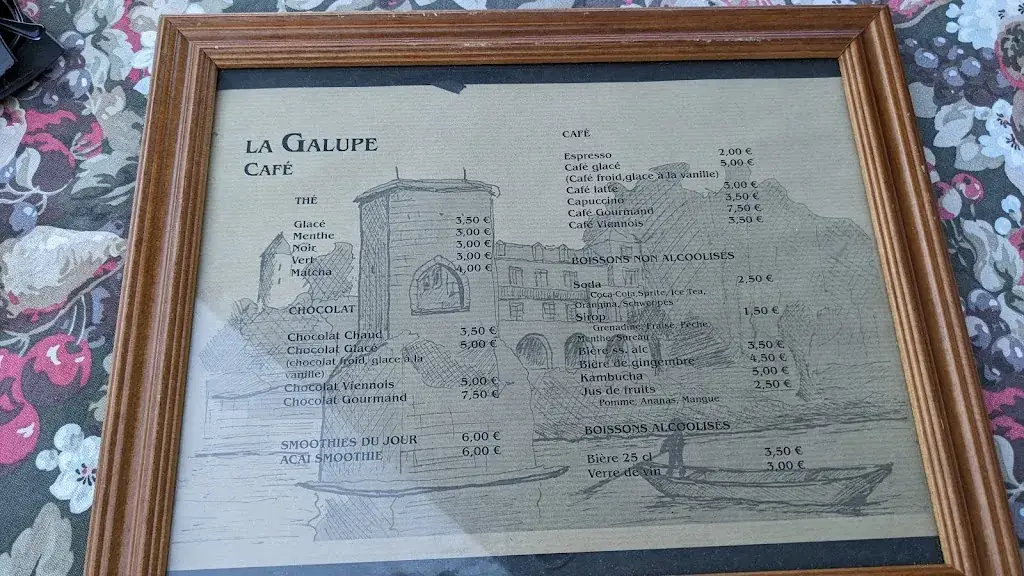 LA GALUPE
CAFÉ
THÉ
Glacé 3,50 €
Menthe 3,00 €
Noir 3,00 €
Vert 3,00 €
Matcha 4,00 €
CHOCOLAT
Chocolat Chaud 3,50 €
Chocolat Glacé 5,00 €
(chocolat froid, glace à la
vanille)
Chocolat Viennois 5,00 €
Chocolat Gourmand 7,50 €
SMOOTHIES DU JOUR 6,00 €
ACAI SMOOTHIE 6,00 €
CAFÉ
Espresso 2,00 €
Café glacé 5,00 €
(Café froid,glace à la vanille)
Café latte 3,00 €
Capuccino 3,50 €
Café Gourmand 7,50 €
Café Viennois 3,50 €
BOISSONS NON ALCOOLISES
Soda 2,50 €
Coca-Cola,Sprite, Ice Tea,
Orangina, Schweppes
Sirop 1,50 €
Grenadine, Fraise, Pêche
Menthe, Sureau
Bière ss. alc 3,50 €
Bière de gingembre 4,50 €
Kambucha 5,00 €
Jus de fruits 2,50 €
- Pomme, Ananas, Mangue
BOISSONS ALCOOLISES
Bière 25 cl 3,50 €
Verre de vin 3,00 €